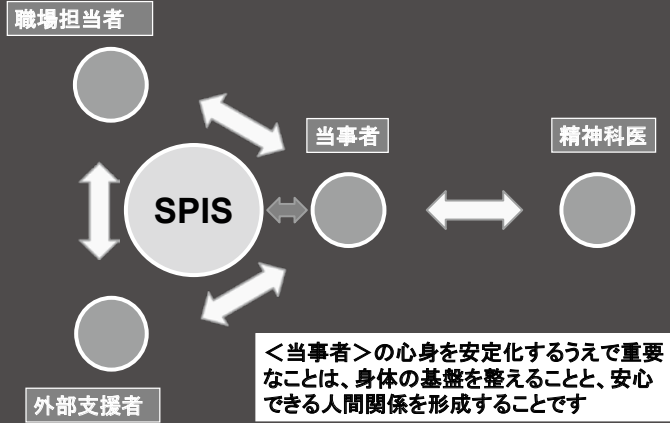 職場担当者
当事者
精神科医
SPIS
外部支援者
＜当事者＞の心身を安定化するうえで重要
なことは、身体の基盤を整えることと、安心
できる人間関係を形成することです